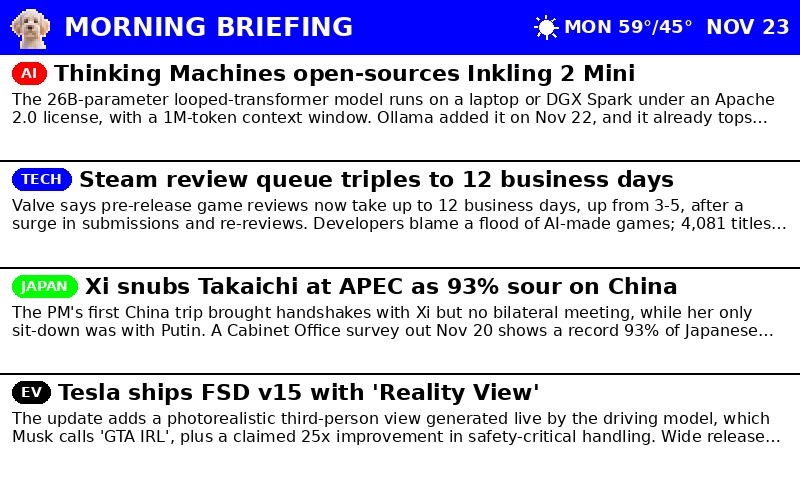 MORNING BRIEFING
MON 59°/45° NOV 23
AI Thinking Machines open-sources Inkling 2 Mini
The 26B-parameter looped-transformer model runs on a laptop or DGX Spark under an Apache
2.0 license, with a 1M-token context window. Ollama added it on Nov 22, and it already tops…
TECH Steam review queue triples to 12 business days
Valve says pre-release game reviews now take up to 12 business days, up from 3-5, after a
surge in submissions and re-reviews. Developers blame a flood of AI-made games; 4,081 titles…
JAPAN Xi snubs Takaichi at APEC as 93% sour on China
The PM's first China trip brought handshakes with Xi but no bilateral meeting, while her only
sit-down was with Putin. A Cabinet Office survey out Nov 20 shows a record 93% of Japanese…
EV Tesla ships FSD v15 with 'Reality View'
The update adds a photorealistic third-person view generated live by the driving model, which
Musk calls 'GTA IRL', plus a claimed 25x improvement in safety-critical handling. Wide release…